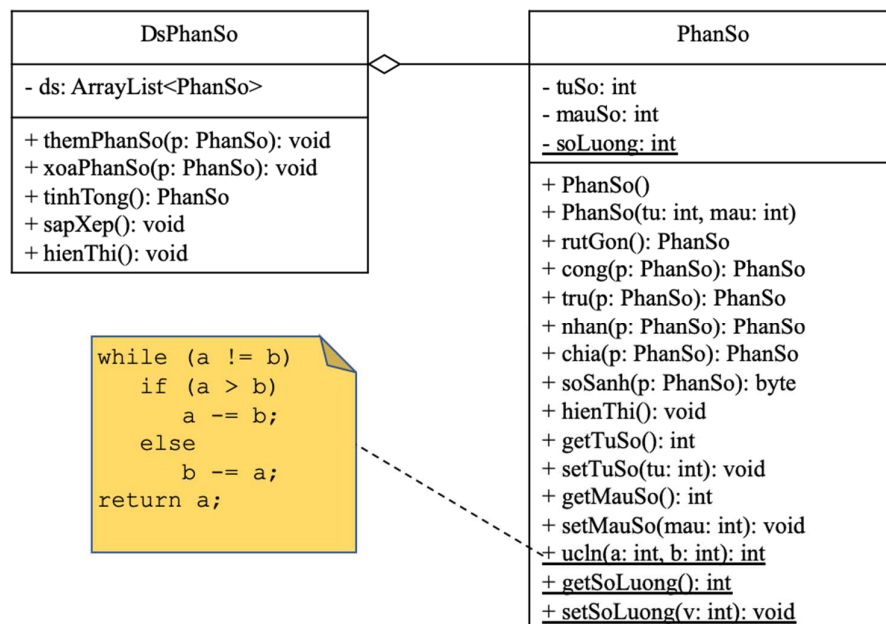 DsPhanSo
- ds: ArrayList<PhanSo>
+ themPhanSo(p: PhanSo): void
+ xoaPhanSo(p: PhanSo): void
+ tinhTong(): PhanSo
+ sapXep(): void
+ hienThi(): void
PhanSo
- tuSo: int
- mauSo: int
- soLuong: int
+ PhanSo()
+ PhanSo(tu: int, mau: int)
+ rutGon(): PhanSo
+ cong(p: PhanSo): PhanSo
+ tru(p: PhanSo): PhanSo
+ nhan(p: PhanSo): PhanSo
+ chia(p: PhanSo): PhanSo
+ soSanh(p: PhanSo): byte
+ hienThi(): void
+ getTuSo(): int
+ setTuSo(tu: int): void
+ getMauSo(): int
+ setMauSo(mau: int): void
+ ucln(a: int, b: int): int
+ getSoLuong(): int
+ setSoLuong(v: int): void
while (a != b)
if (a > b)
a -= b;
else
b -= a;
return a;